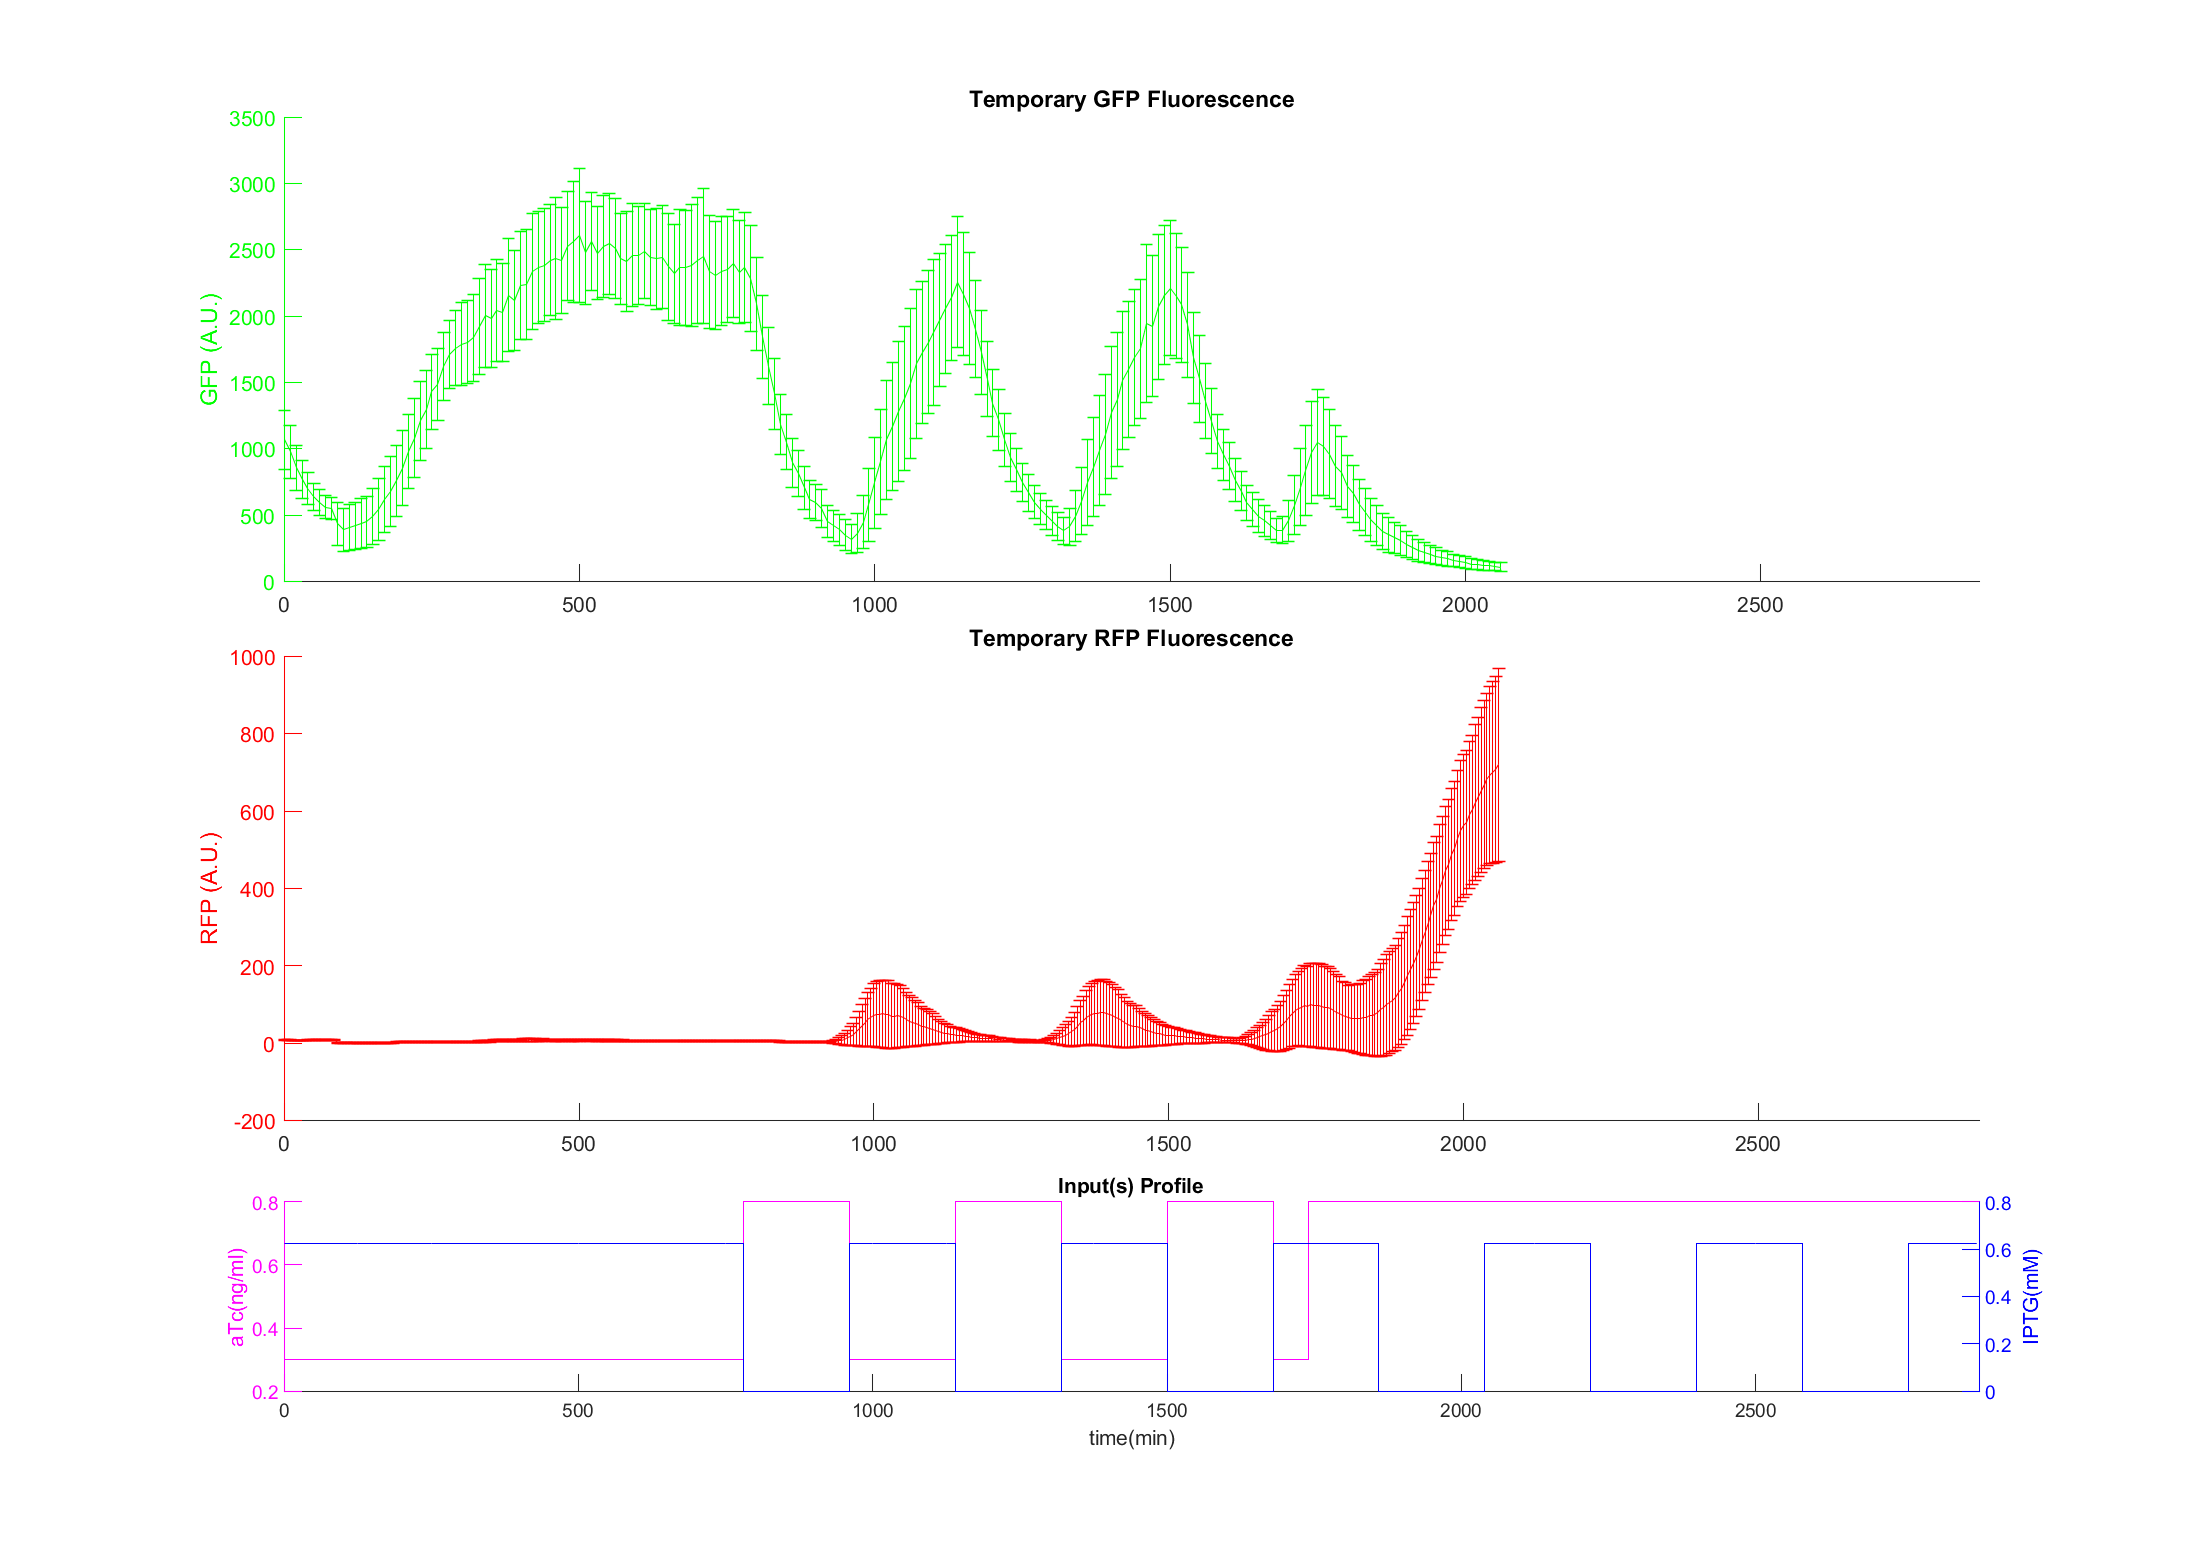 Temporary GFP Fluorescence
3500
3000
2500
2000
1500
1000
500
0
GFP (A.U.)
0 500 1000 1500 2000 2500
Temporary RFP Fluorescence
1000
800
600
400
200
0
-200
RFP (A.U.)
0 500 1000 1500 2000 2500
Input(s) Profile
0.8
0.6
0.4
0.2
aTc(ng/ml)
0.8
0.6
0.4
0.2
0
IPTG(mM)
0 500 1000 1500 2000 2500
time(min)